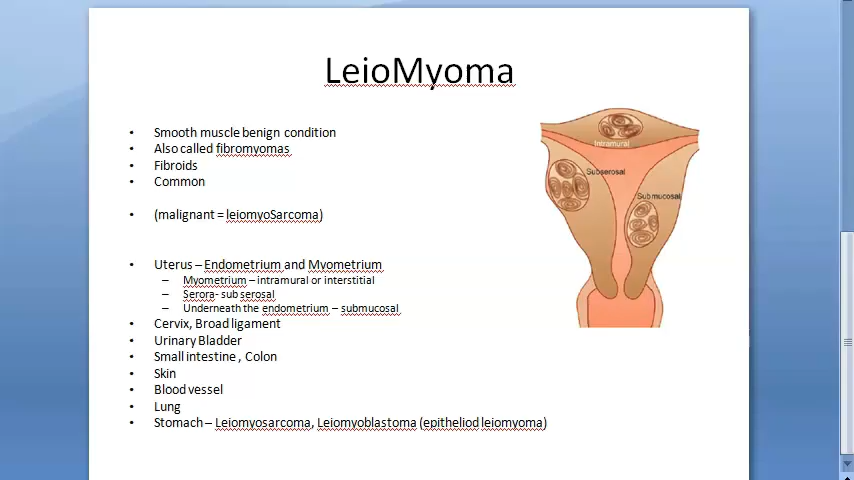 LeioMyoma
• Smooth muscle benign condition
• Also called fibromyomas
• Fibroids
• Common
• (malignant = leiomyoSarcoma)
• Uterus – Endometrium and Myometrium
– Myometrium – intramural or interstitial
– Serora- sub serosal
– Underneath the endometrium – submucosal
• Cervix, Broad ligament
• Urinary Bladder
• Small intestine , Colon
• Skin
• Blood vessel
• Lung
• Stomach – Leiomyosarcoma, Leiomyoblastoma (epitheliod leiomyoma)
Intramural
Subserosal
Submucosal